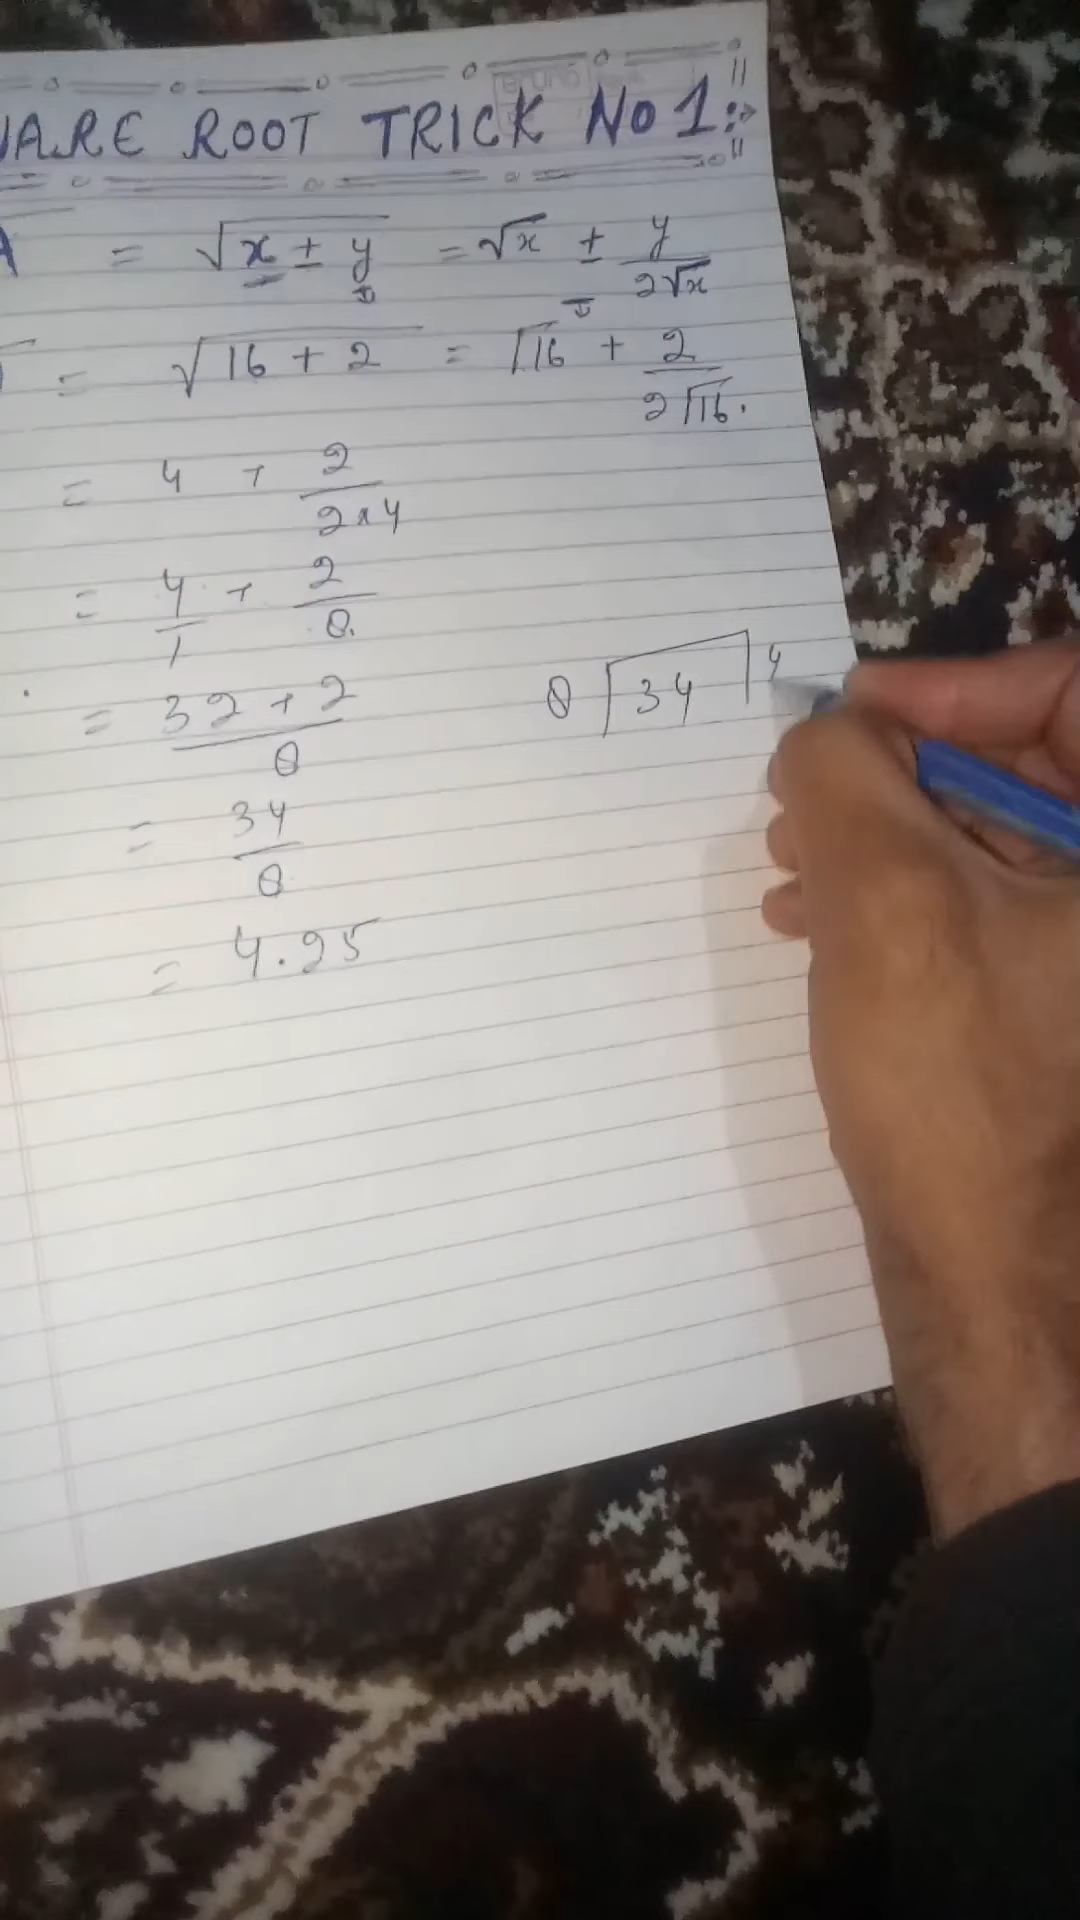 ARE ROOT TRICK NO 1:->
A = √x ± y = √x ± y/2√x
= √16 + 2 = √16 + 2/2√16.
= 4 + 2/2×4
= 4/1 + 2/8
= 32 + 2/8
8 34 4
= 34/8
= 4.25